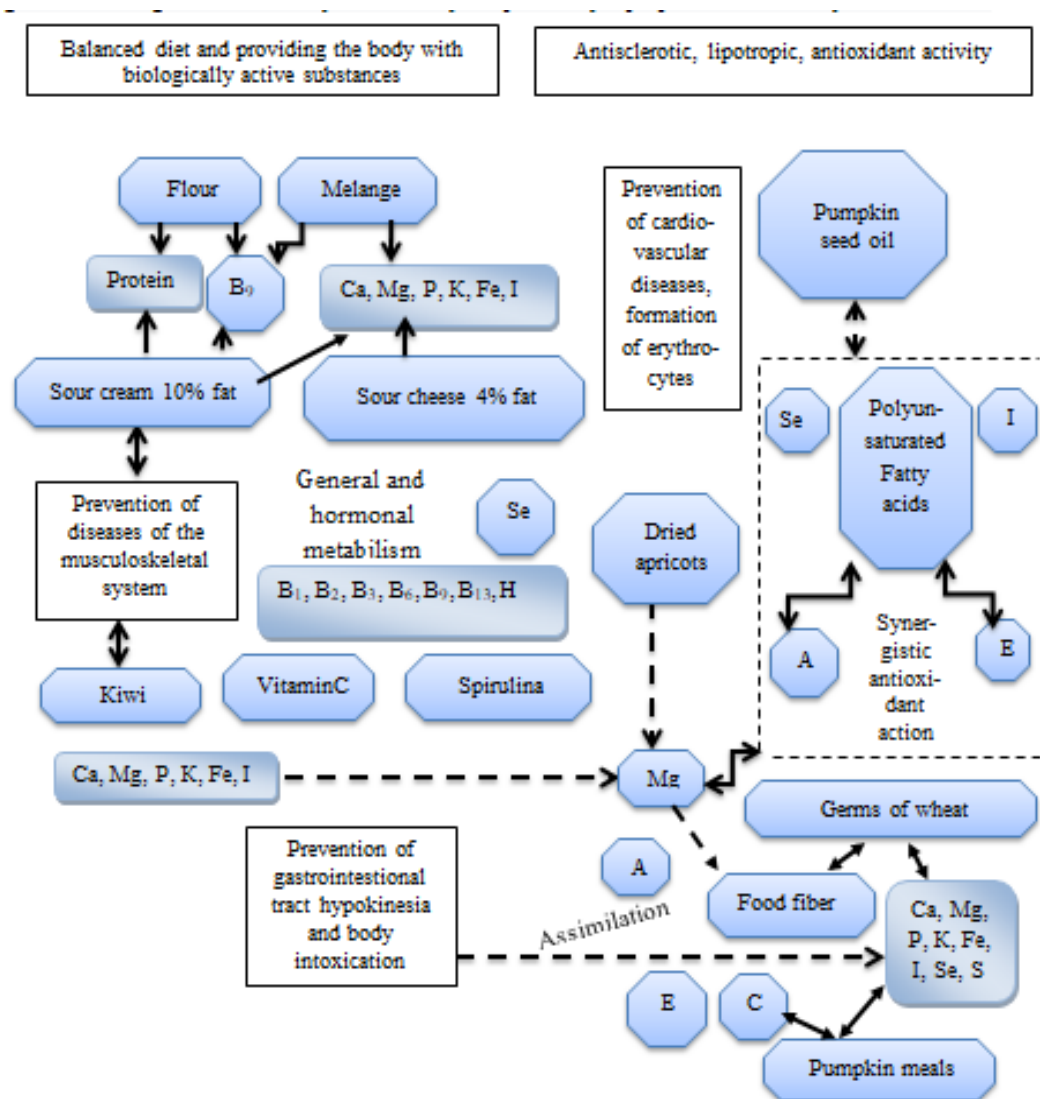 Balanced diet and providing the body with
biologically active substances
Antisclerotic, lipotropic, antioxidant activity
Flour
Melange
Prevention
of cardio-
vascular
diseases,
formation
of erythro-
cytes
Pumpkin
seed oil
Protein
B₉
Ca, Mg, P, K, Fe, I
Sour cream 10% fat
Sour cheese 4% fat
Se
Polyun-
saturated
Fatty
acids
I
General and
hormonal
metabilism
Se
Prevention of
diseases of the
musculoskeletal
system
Dried
apricots
B₁, B₂, B₃, B₆, B₉, B₁₃, H
A
Syner-
gistic
antioxi-
dant
action
E
Kiwi
VitaminC
Spirulina
Ca, Mg, P, K, Fe, I
Mg
Germs of wheat
Prevention of
gastrointestional
tract hypokinesia
and body
intoxication
A
Assimilation
Food fiber
Ca, Mg,
P, K, Fe,
I, Se, S
E
C
Pumpkin meals